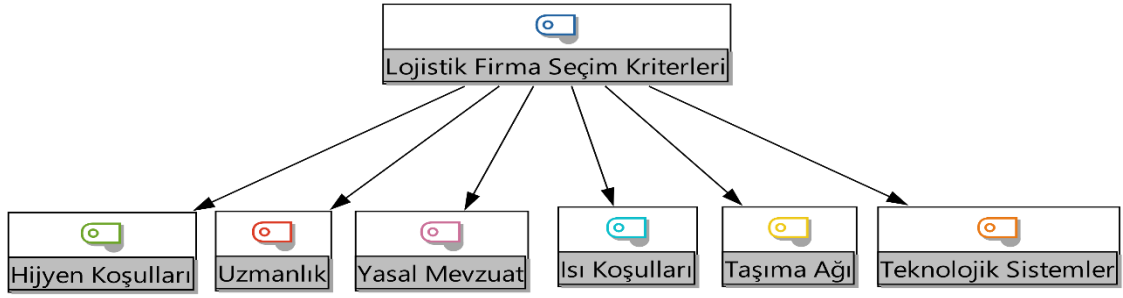 Lojistik Firma Seçim Kriterleri
Hijyen Koşulları
Uzmanlık
Yasal Mevzuat
Isı Koşulları
Taşıma Ağı
Teknolojik Sistemler